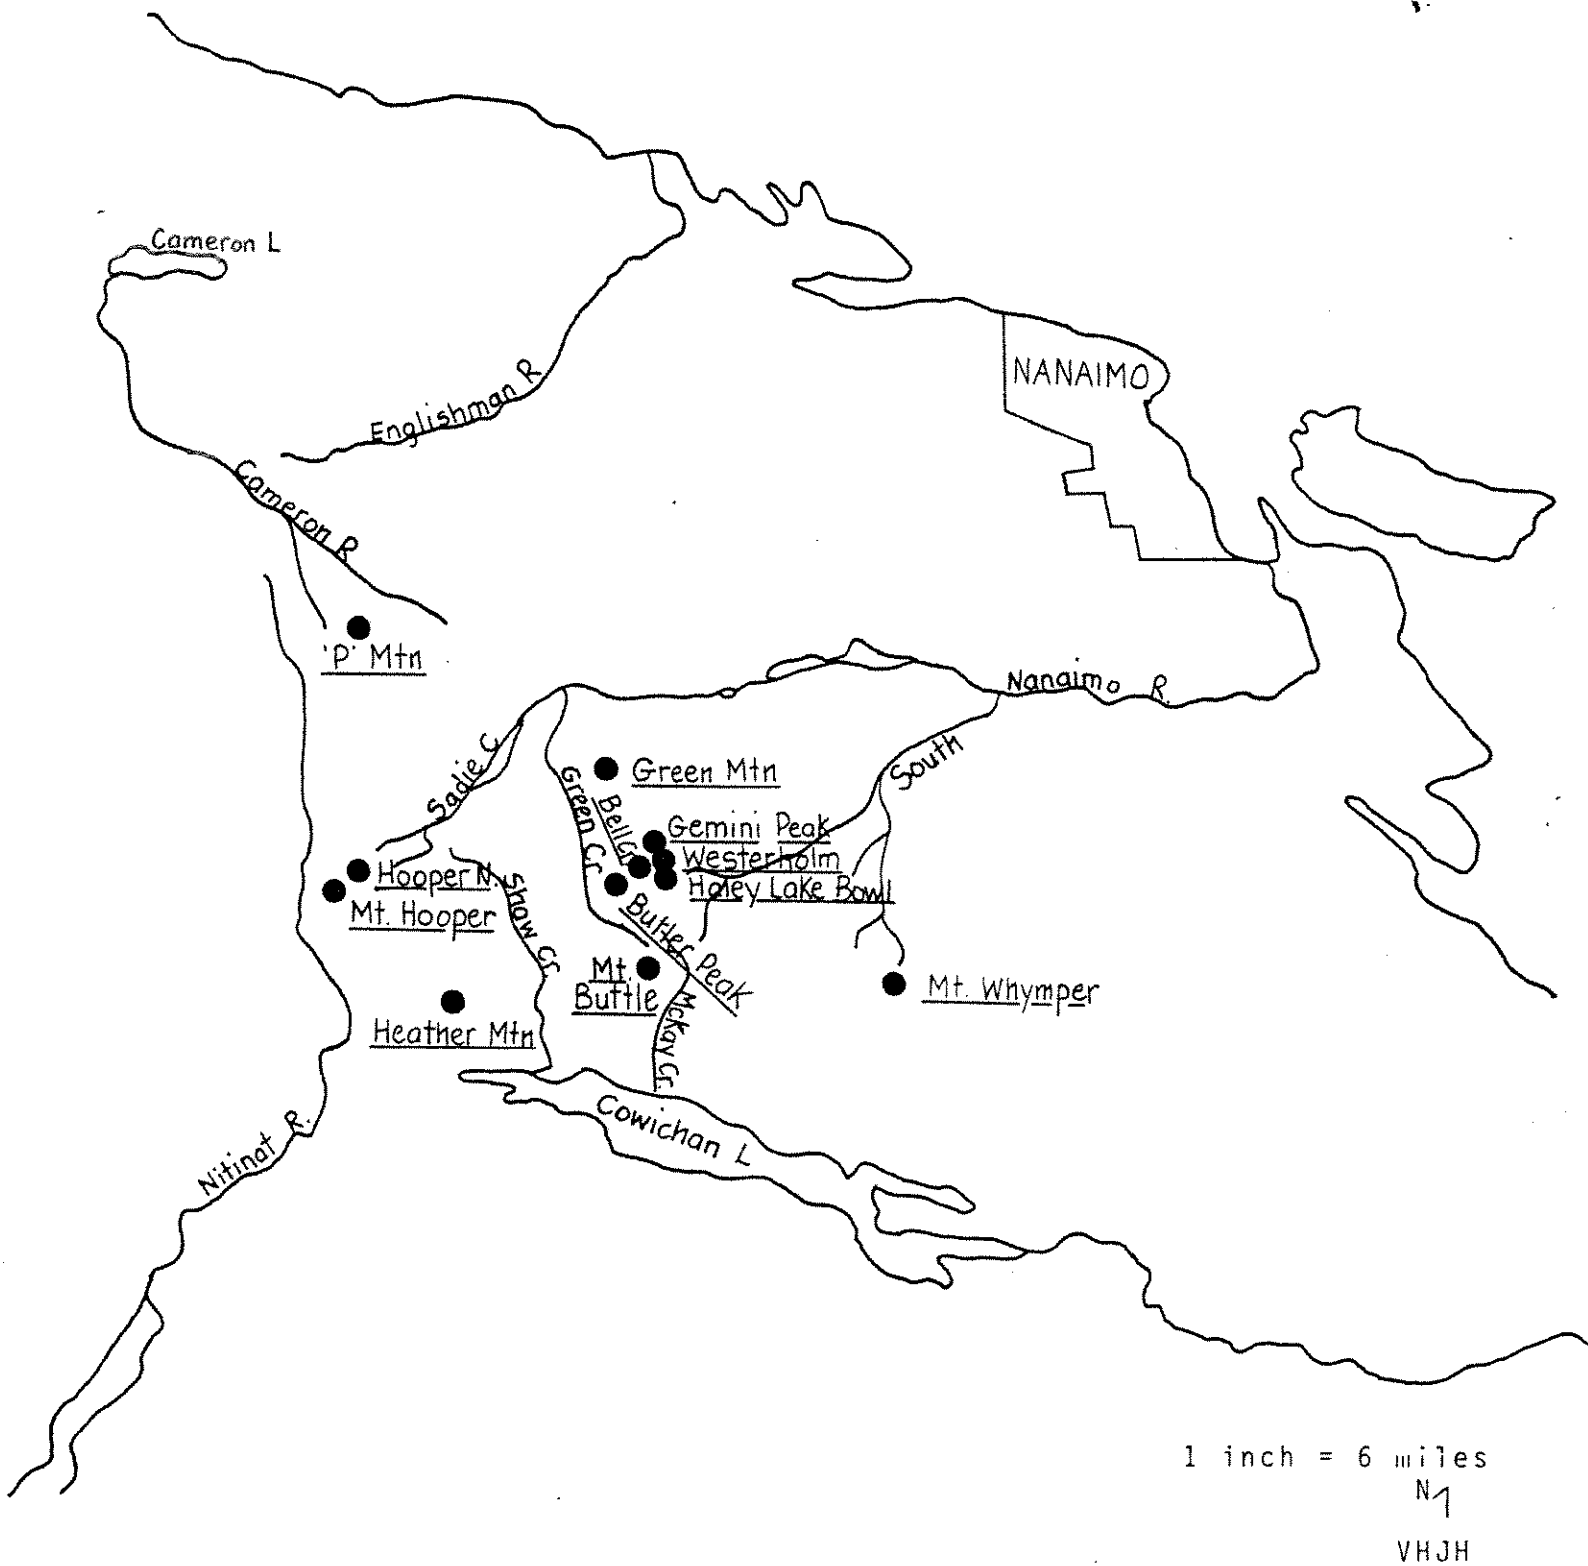 Cameron L
NANAIMO
Englishman R
Cameron R
'P' Mtn
Nanaimo R.
South
Sadie C
Green Cr
Green Mtn
Bell Cr
Gemini Peak
Westerholm
Haley Lake Bowl
Hooper N.
Mt. Hooper
Shaw Cr.
Butler Peak
Mt.
Buttle
Mt. Whymper
Heather Mtn
McKay Cr.
Cowichan L
Nitinat R.
1 inch = 6 miles
N
VHJH